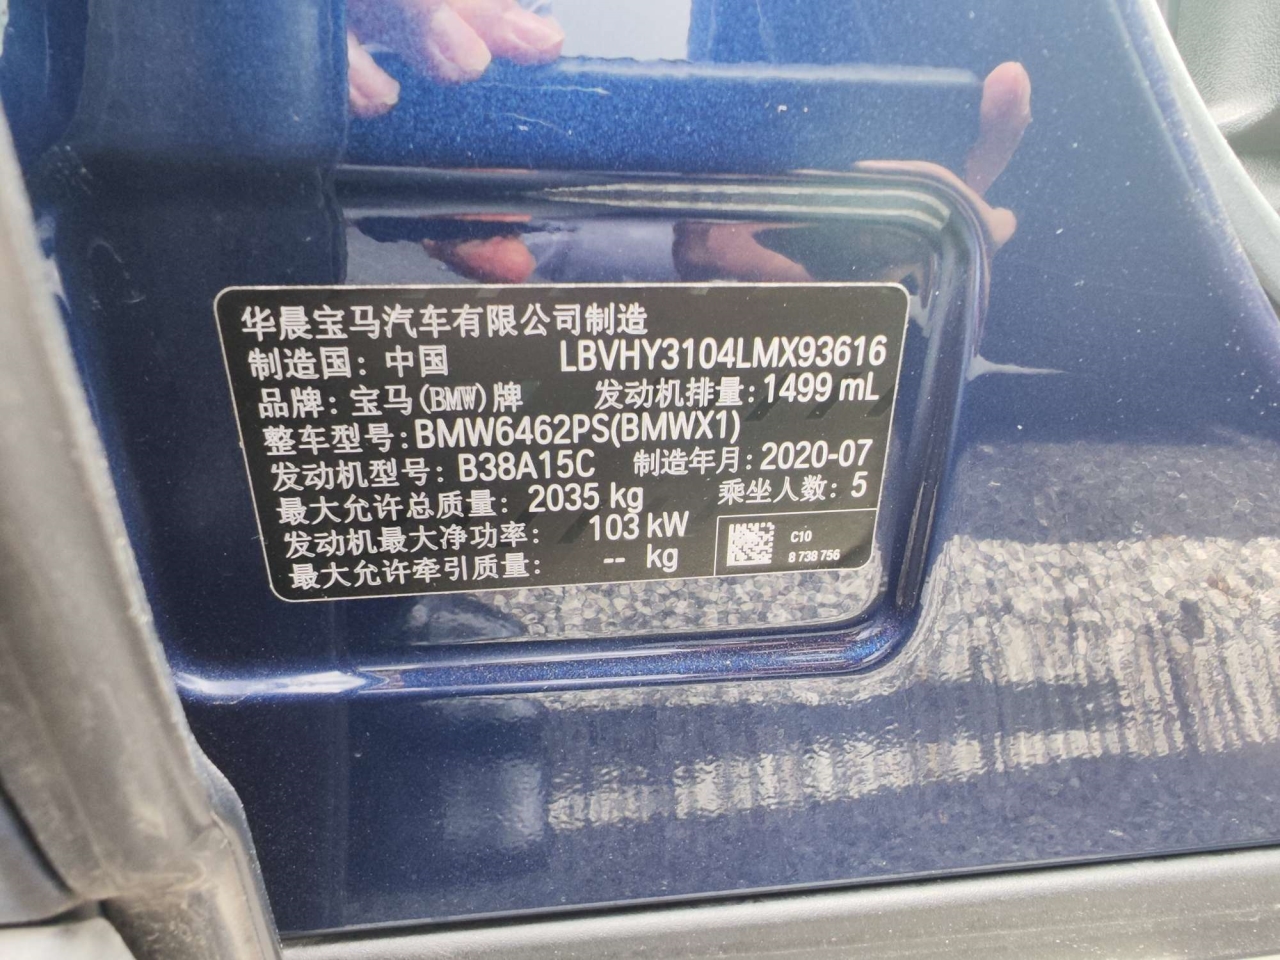 华晨宝马汽车有限公司制造
制造国：中国 LBVHY3104LMX93616
品牌：宝马(BMW)牌 发动机排量：1499 mL
整车型号：BMW6462PS(BMWX1)
发动机型号：B38A15C 制造年月：2020-07
最大允许总质量：2035 kg 乘坐人数：5
发动机最大净功率：103 kW
最大允许牵引质量：-- kg
C10
8 738 756